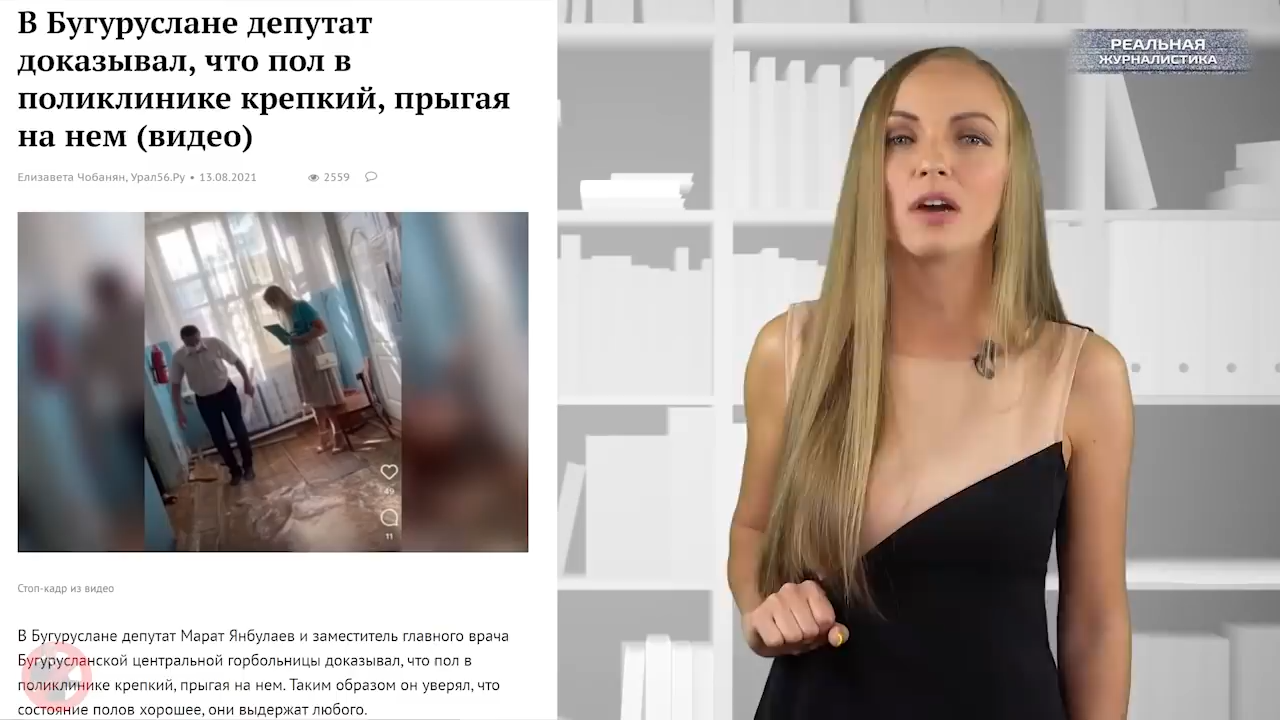 В Бугуруслане депутат
доказывал, что пол в
поликлинике крепкий, прыгая
на нем (видео)
Елизавета Чобанян, Урал56.Ру • 13.08.2021 2559
49
11
Стоп-кадр из видео
В Бугуруслане депутат Марат Янбулаев и заместитель главного врача
Бугурусланской центральной горбольницы доказывал, что пол в
поликлинике крепкий, прыгая на нем. Таким образом он уверял, что
состояние полов хорошее, они выдержат любого.
РЕАЛЬНАЯ
ЖУРНАЛИСТИКА